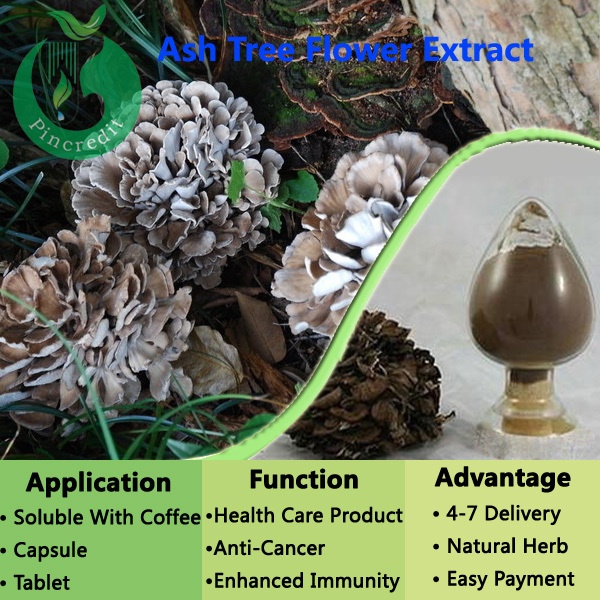 Ash Tree Flower Extract
Pincredit
Application
• Soluble With Coffee
• Capsule
• Tablet
Function
•Health Care Product
•Anti-Cancer
•Enhanced Immunity
Advantage
• 4-7 Delivery
• Natural Herb
• Easy Payment